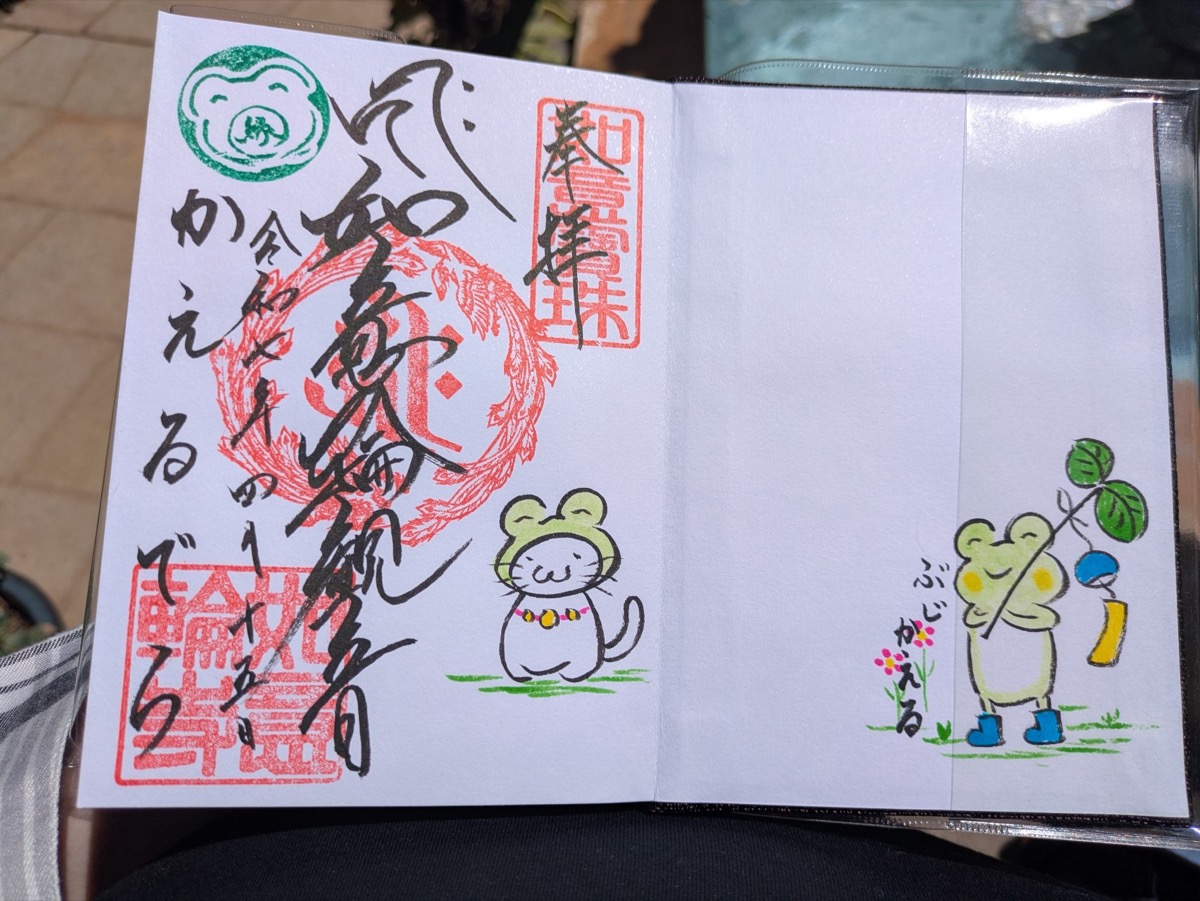 ぶじ
かえる
奉拝
如意寳珠
如意輪観音
令和七年四月十五日
かえるでら
如意
輪寺